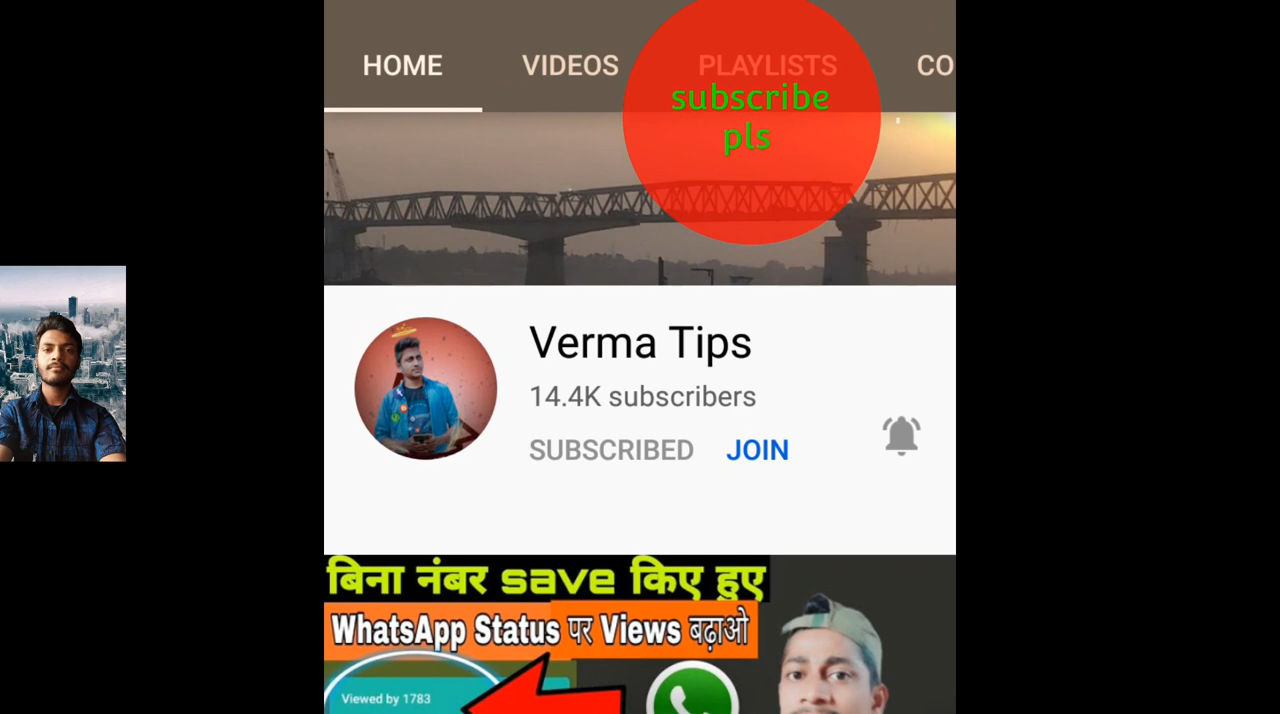 HOME VIDEOS PLAYLISTS CO
subscribe
pls
Verma Tips
14.4K subscribers
SUBSCRIBED JOIN
बिना नंबर save किए हुए
WhatsApp Status पर Views बढ़ाओ
Viewed by 1783